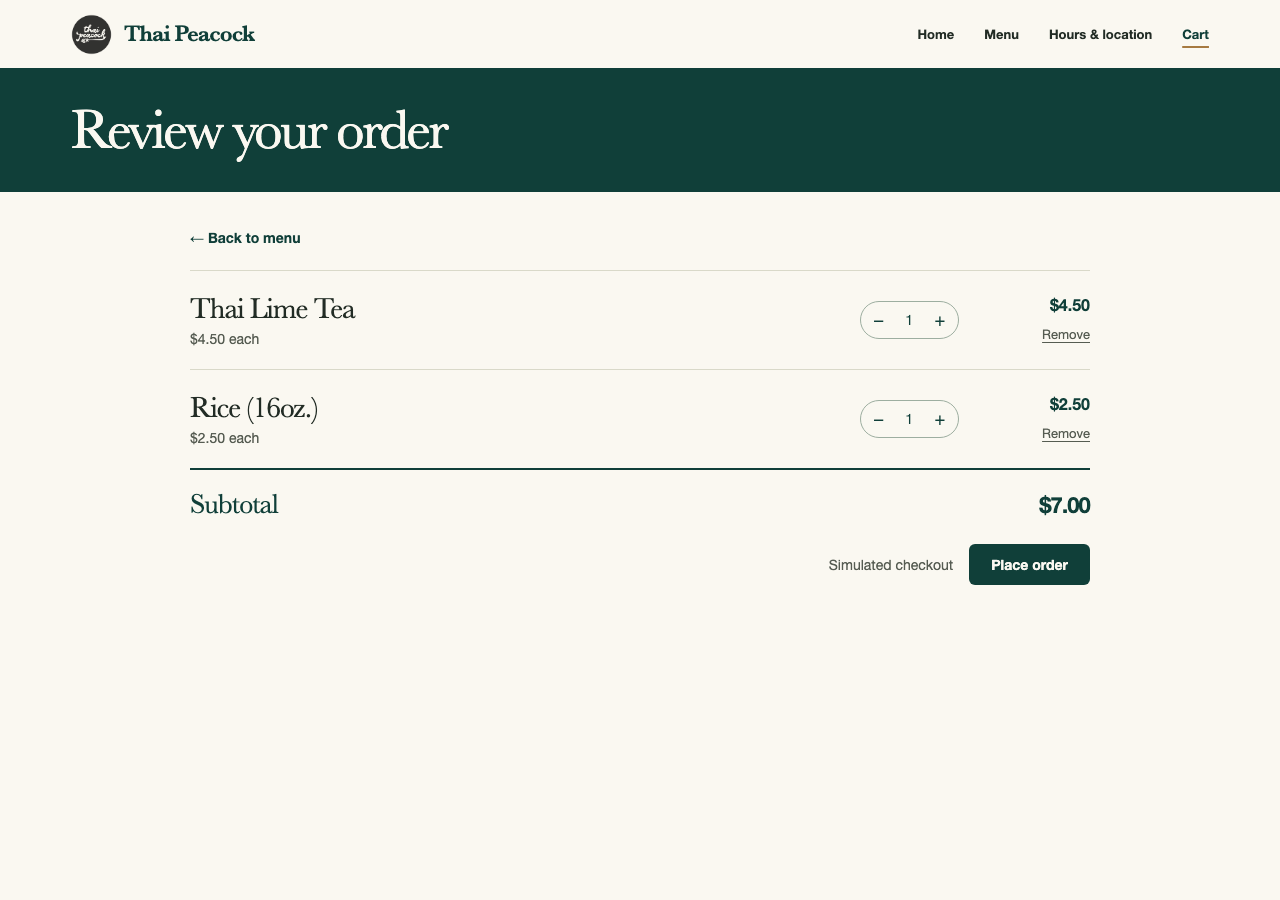 thai
peacock
Thai Peacock
Home Menu Hours & location Cart
Review your order
← Back to menu
Thai Lime Tea
$4.50 each
− 1 +
$4.50
Remove
Rice (16oz.)
$2.50 each
− 1 +
$2.50
Remove
Subtotal $7.00
Simulated checkout Place order